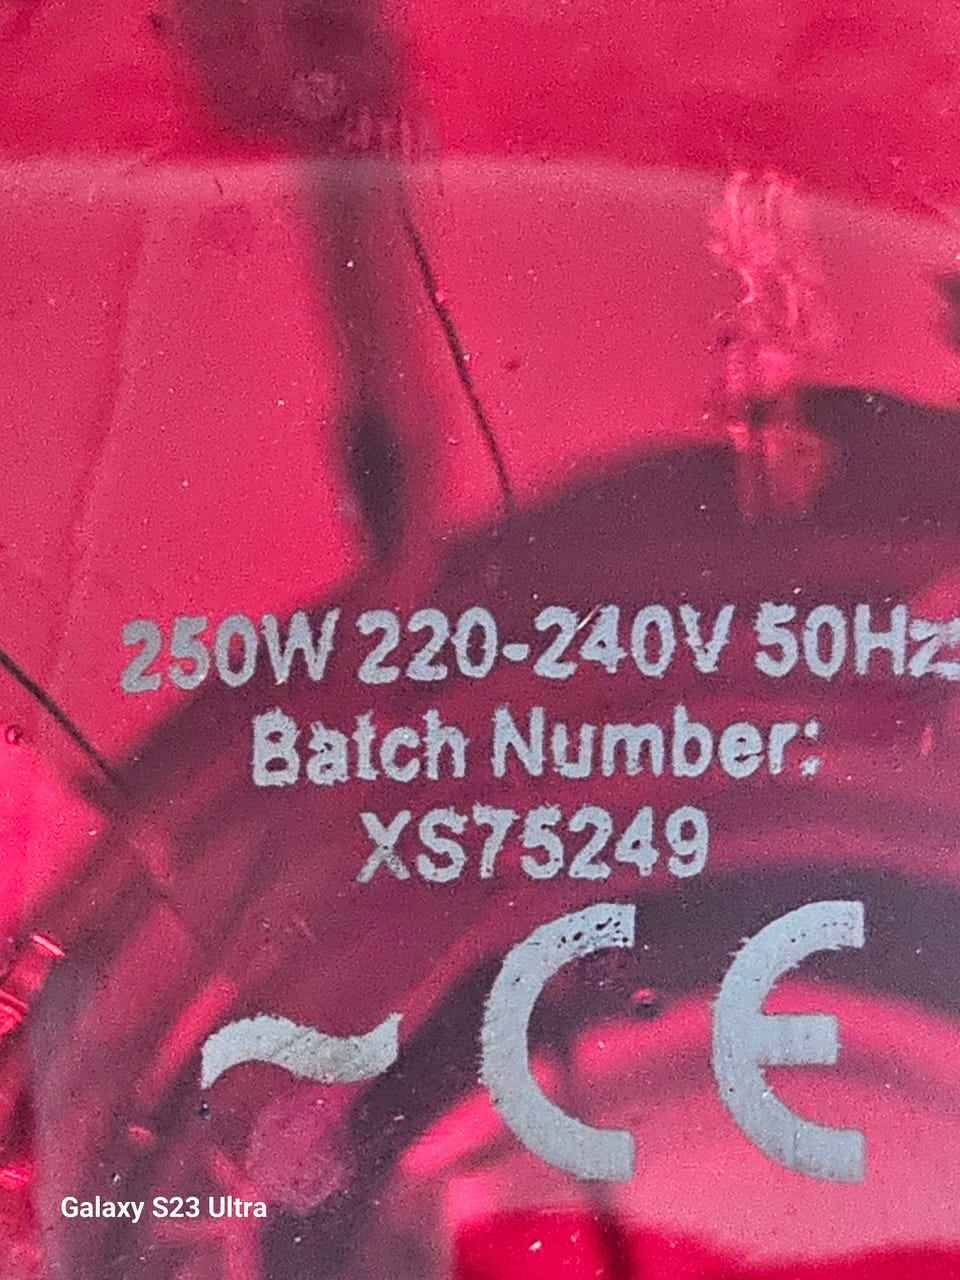 250W 220-240V 50Hz
Batch Number:
XS75249
~ CE
Galaxy S23 Ultra